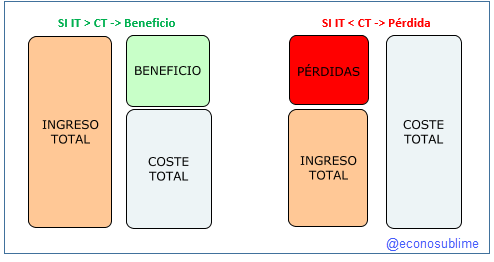 SI IT > CT -> Beneficio
SI IT < CT -> Pérdida
INGRESO
TOTAL
BENEFICIO
COSTE
TOTAL
PÉRDIDAS
INGRESO
TOTAL
COSTE
TOTAL
@econosublime